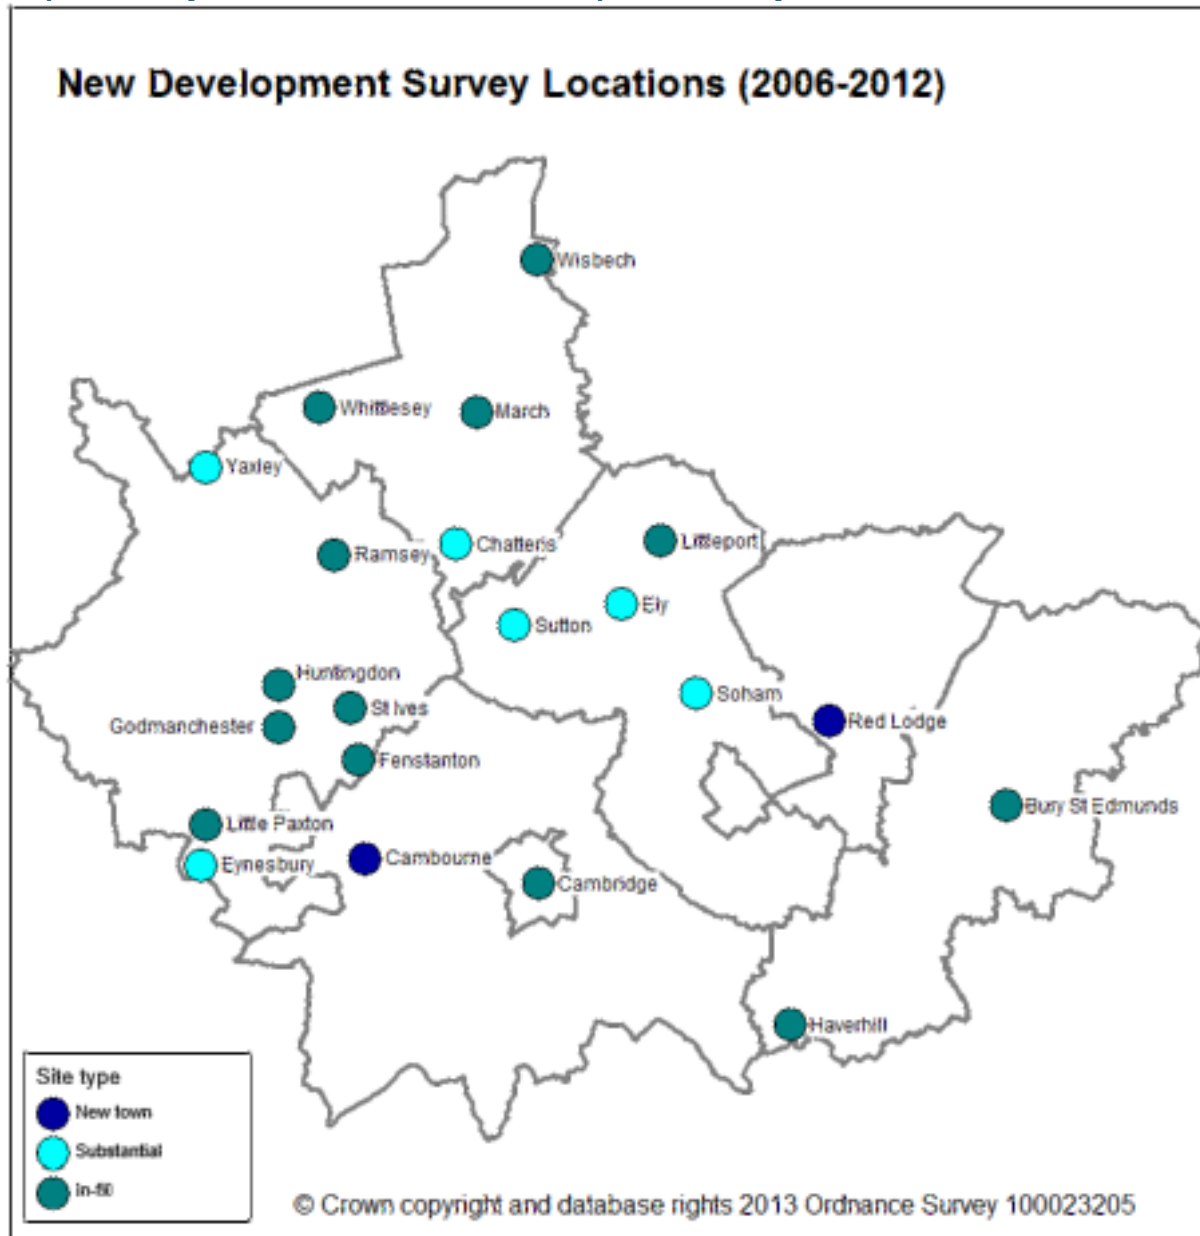 New Development Survey Locations (2006-2012)
Wisbech
Whittlesey
March
Yaxley
Chatteris
Littleport
Ramsey
Ely
Sutton
Huntingdon
Soham
St Ives
Red Lodge
Godmanchester
Fenstanton
Bury St Edmunds
Little Paxton
Cambourne
Eynesbury
Cambridge
Haverhill
Site type
New town
Substantial
In-fill
© Crown copyright and database rights 2013 Ordnance Survey 100023205